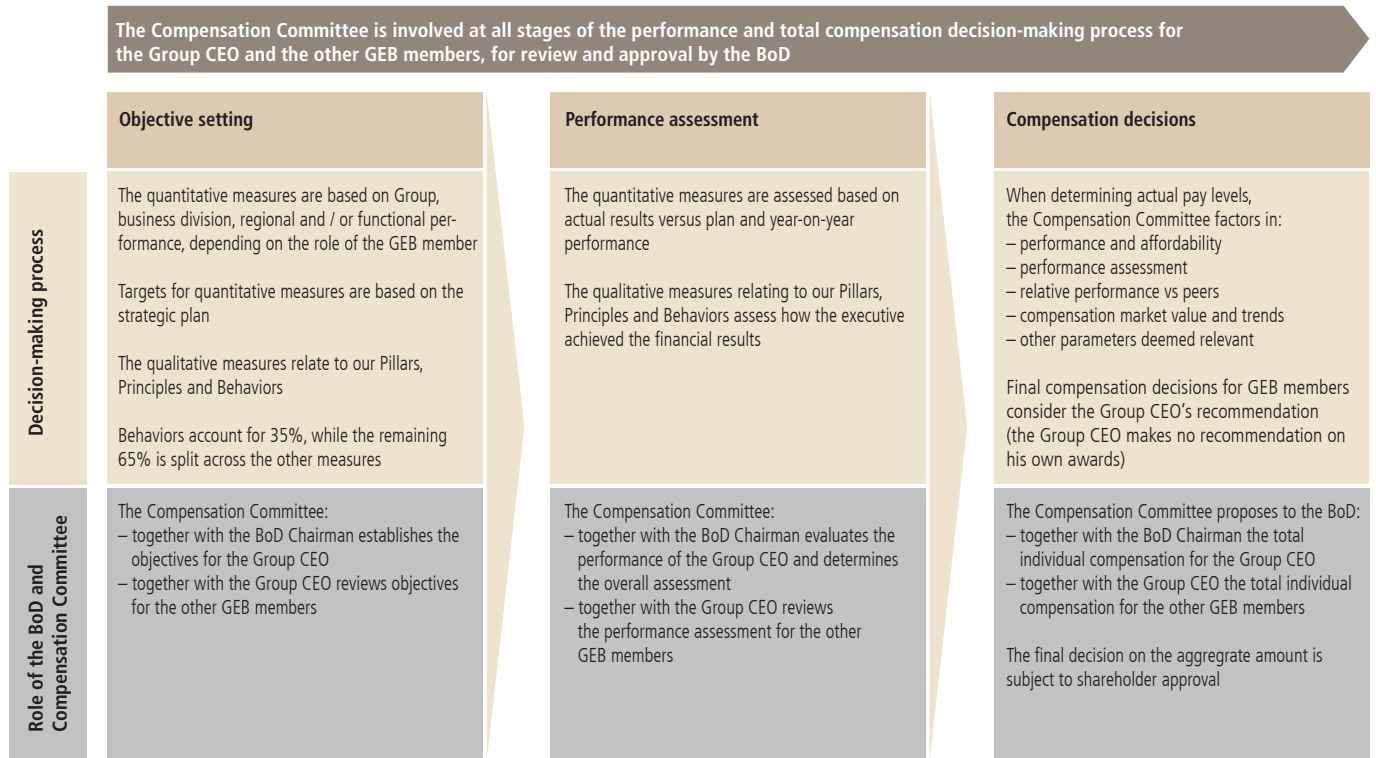 The Compensation Committee is involved at all stages of the performance and total compensation decision-making process for
the Group CEO and the other GEB members, for review and approval by the BoD
Objective setting
Performance assessment
Compensation decisions
Decision-making process
The quantitative measures are based on Group,
business division, regional and / or functional per-
formance, depending on the role of the GEB member
Targets for quantitative measures are based on the
strategic plan
The qualitative measures relate to our Pillars,
Principles and Behaviors
Behaviors account for 35%, while the remaining
65% is split across the other measures
The quantitative measures are assessed based on
actual results versus plan and year-on-year
performance
The qualitative measures relating to our Pillars,
Principles and Behaviors assess how the executive
achieved the financial results
When determining actual pay levels,
the Compensation Committee factors in:
– performance and affordability
– performance assessment
– relative performance vs peers
– compensation market value and trends
– other parameters deemed relevant
Final compensation decisions for GEB members
consider the Group CEO's recommendation
(the Group CEO makes no recommendation on
his own awards)
Role of the BoD and
Compensation Committee
The Compensation Committee:
– together with the BoD Chairman establishes the
objectives for the Group CEO
– together with the Group CEO reviews objectives
for the other GEB members
The Compensation Committee:
– together with the BoD Chairman evaluates the
performance of the Group CEO and determines
the overall assessment
– together with the Group CEO reviews
the performance assessment for the other
GEB members
The Compensation Committee proposes to the BoD:
– together with the BoD Chairman the total
individual compensation for the Group CEO
– together with the Group CEO the total individual
compensation for the other GEB members
The final decision on the aggregrate amount is
subject to shareholder approval